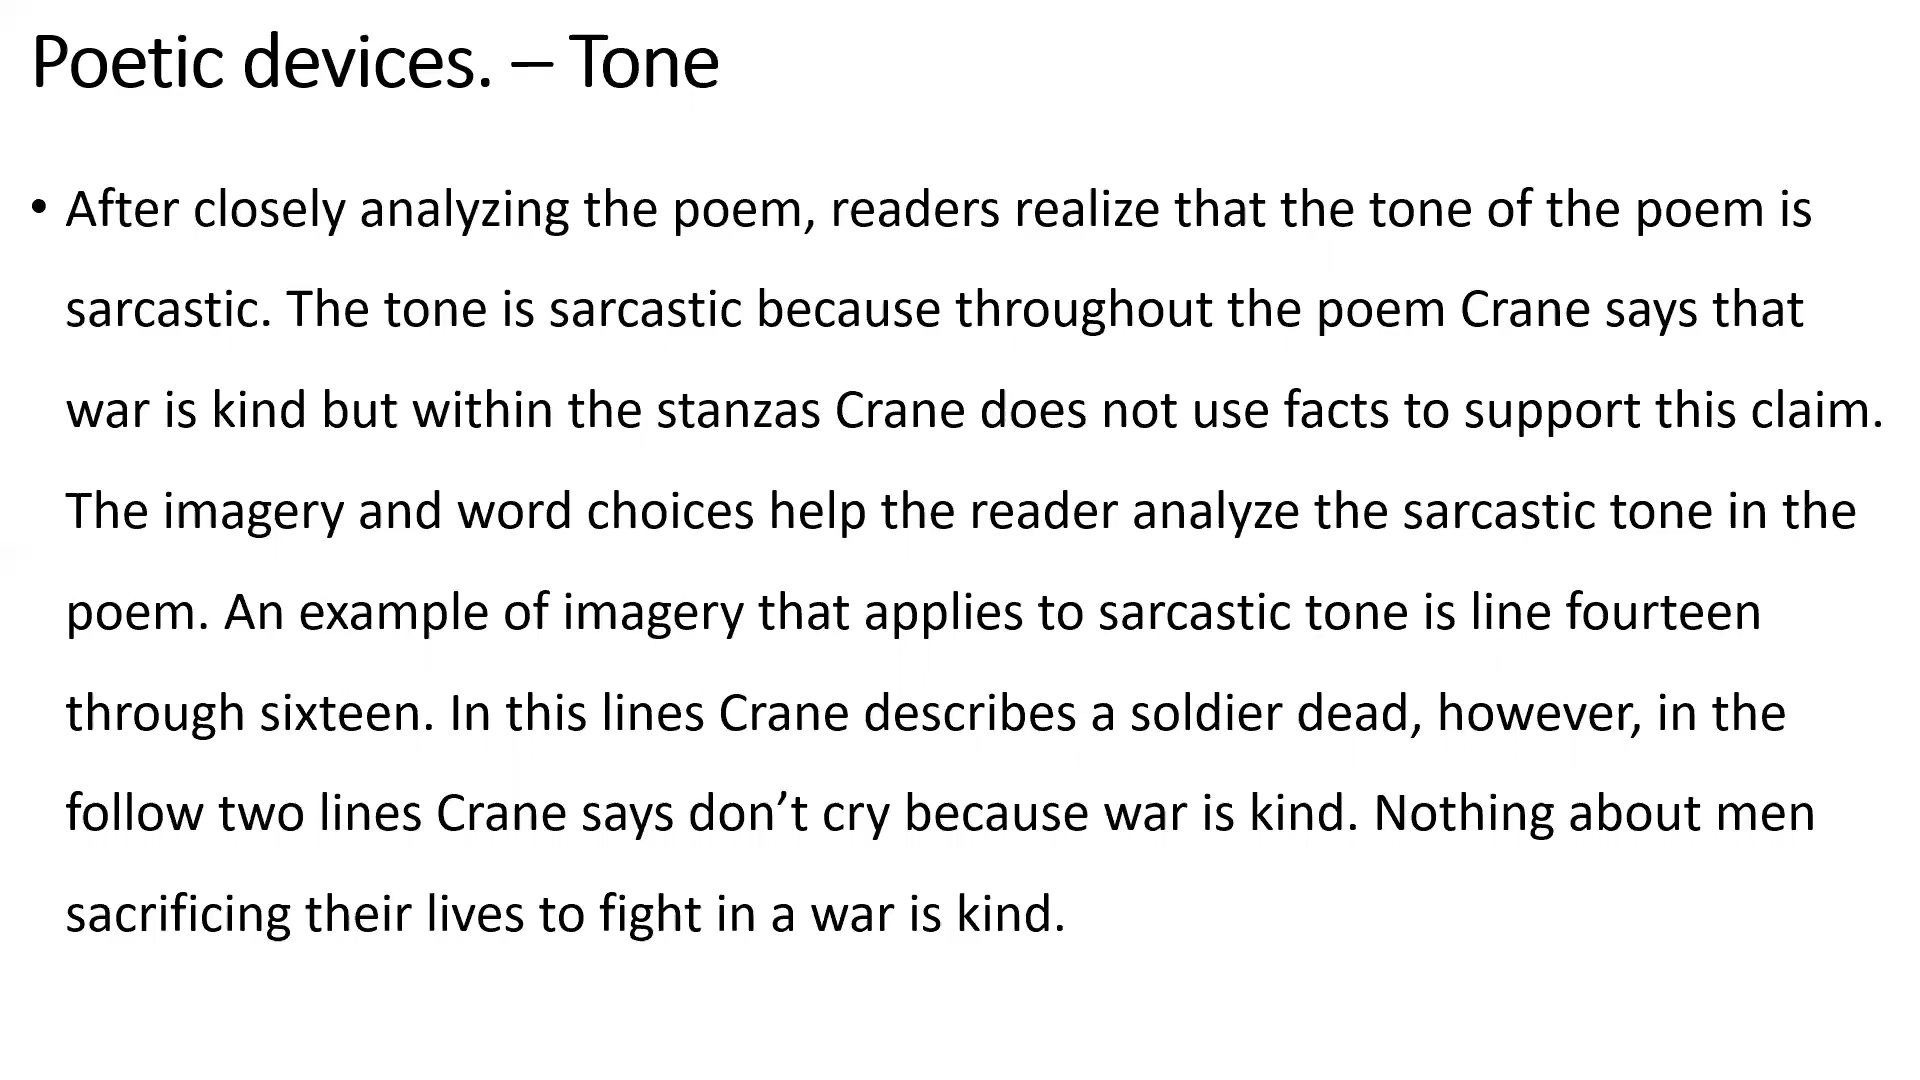 Poetic devices. – Tone
• After closely analyzing the poem, readers realize that the tone of the poem is
sarcastic. The tone is sarcastic because throughout the poem Crane says that
war is kind but within the stanzas Crane does not use facts to support this claim.
The imagery and word choices help the reader analyze the sarcastic tone in the
poem. An example of imagery that applies to sarcastic tone is line fourteen
through sixteen. In this lines Crane describes a soldier dead, however, in the
follow two lines Crane says don’t cry because war is kind. Nothing about men
sacrificing their lives to fight in a war is kind.